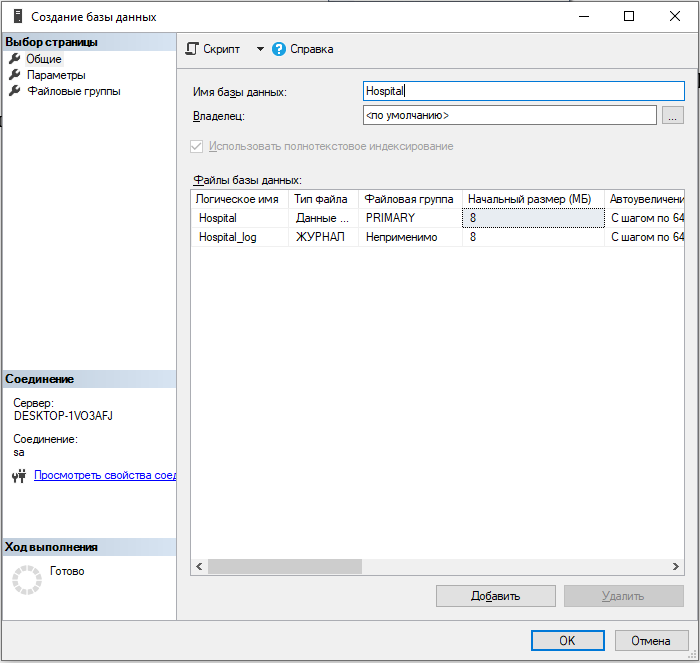 Создание базы данных
Выбор страницы
Общие
Параметры
Файловые группы
Скрипт
Справка
Имя базы данных: Hospital
Владелец: <по умолчанию> ...
Использовать полнотекстовое индексирование
Файлы базы данных:
Логическое имя Тип файла Файловая группа Начальный размер (МБ) Автоувеличени
Hospital Данные ... PRIMARY 8 С шагом по 64
Hospital_log ЖУРНАЛ Неприменимо 8 С шагом по 64
Соединение
Сервер:
DESKTOP-1VO3AFJ
Соединение:
sa
Просмотреть свойства соед
Ход выполнения
Готово
Добавить Удалить
OK Отмена